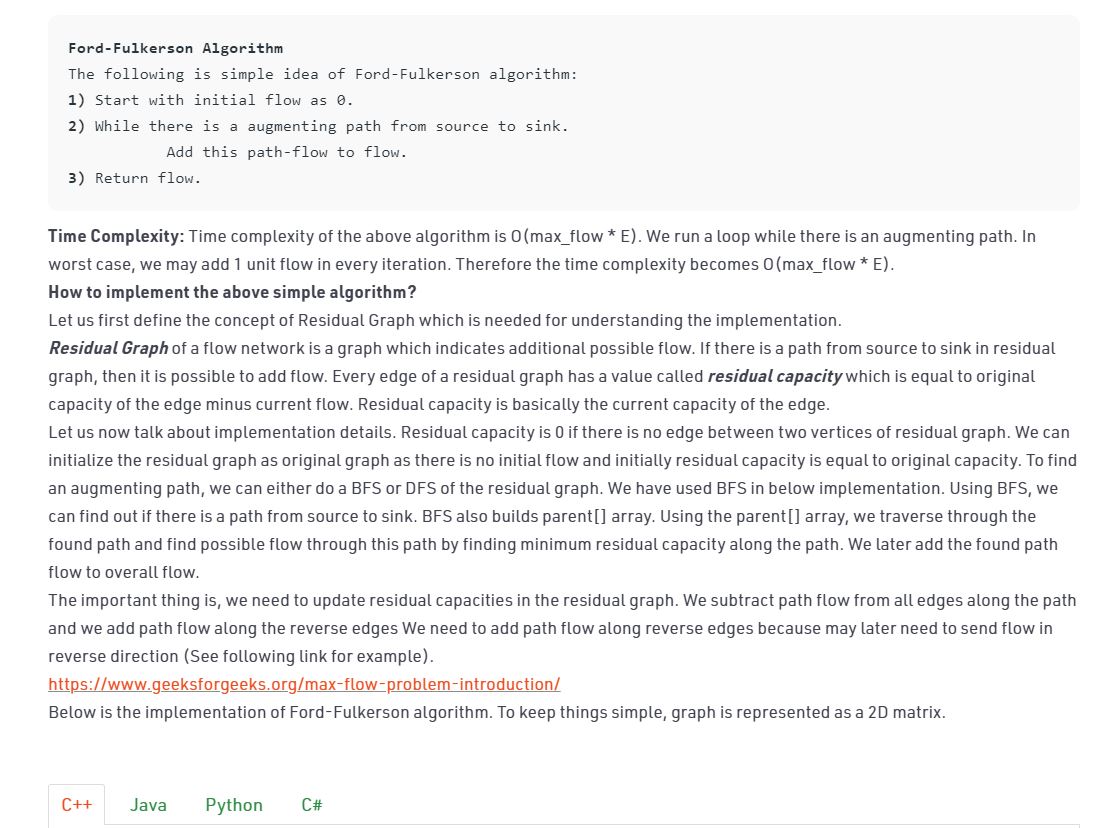 Ford-Fulkerson Algorithm
The following is simple idea of Ford-Fulkerson algorithm:
1) Start with initial flow as 0.
2) While there is a augmenting path from source to sink.
Add this path-flow to flow.
3) Return flow.
Time Complexity: Time complexity of the above algorithm is O(max_flow * E). We run a loop while there is an augmenting path. In
worst case, we may add 1 unit flow in every iteration. Therefore the time complexity becomes O(max_flow * E).
How to implement the above simple algorithm?
Let us first define the concept of Residual Graph which is needed for understanding the implementation.
Residual Graph of a flow network is a graph which indicates additional possible flow. If there is a path from source to sink in residual
graph, then it is possible to add flow. Every edge of a residual graph has a value called residual capacity which is equal to original
capacity of the edge minus current flow. Residual capacity is basically the current capacity of the edge.
Let us now talk about implementation details. Residual capacity is 0 if there is no edge between two vertices of residual graph. We can
initialize the residual graph as original graph as there is no initial flow and initially residual capacity is equal to original capacity. To find
an augmenting path, we can either do a BFS or DFS of the residual graph. We have used BFS in below implementation. Using BFS, we
can find out if there is a path from source to sink. BFS also builds parent[] array. Using the parent[] array, we traverse through the
found path and find possible flow through this path by finding minimum residual capacity along the path. We later add the found path
flow to overall flow.
The important thing is, we need to update residual capacities in the residual graph. We subtract path flow from all edges along the path
and we add path flow along the reverse edges We need to add path flow along reverse edges because may later need to send flow in
reverse direction (See following link for example).
https://www.geeksforgeeks.org/max-flow-problem-introduction/
Below is the implementation of Ford-Fulkerson algorithm. To keep things simple, graph is represented as a 2D matrix.
C++ Java Python C#